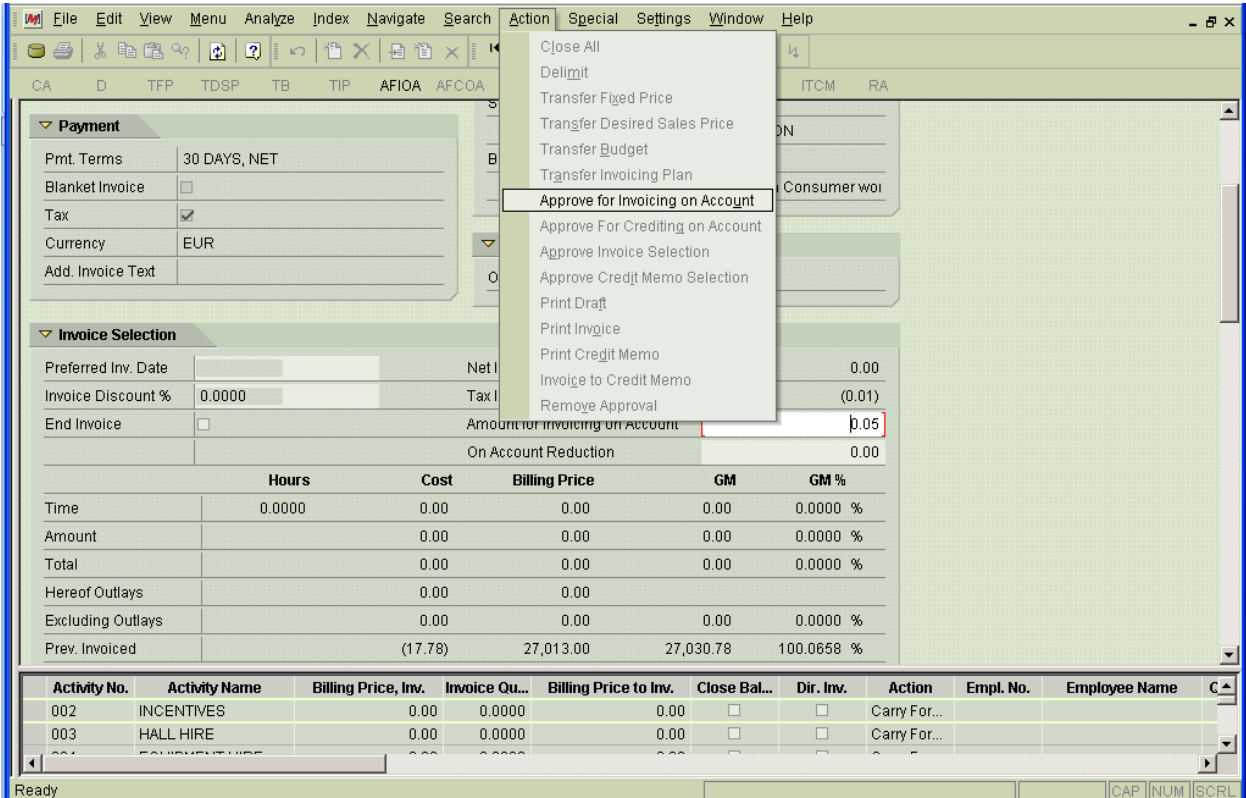 File Edit View Menu Analyze Index Navigate Search Action Special Settings Window Help
CA D TFP TDSP TB TIP AFIOA AFCOA ITCM RA
Close All
Delimit
Transfer Fixed Price
Transfer Desired Sales Price
Transfer Budget
Transfer Invoicing Plan
Approve for Invoicing on Account
Approve For Crediting on Account
Approve Invoice Selection
Approve Credit Memo Selection
Print Draft
Print Invoice
Print Credit Memo
Invoice to Credit Memo
Remove Approval
Payment
Pmt. Terms 30 DAYS, NET
Blanket Invoice
Tax
Currency EUR
Add. Invoice Text
ON
B
Consumer wor
O
Invoice Selection
Preferred Inv. Date Net I 0.00
Invoice Discount % 0.0000 Tax I (0.01)
End Invoice Amount for Invoicing on Account 0.05
On Account Reduction 0.00
Hours Cost Billing Price GM GM %
Time 0.0000 0.00 0.00 0.00 0.0000 %
Amount 0.00 0.00 0.00 0.0000 %
Total 0.00 0.00 0.00 0.0000 %
Hereof Outlays 0.00 0.00
Excluding Outlays 0.00 0.00 0.00 0.0000 %
Prev. Invoiced (17.78) 27,013.00 27,030.78 100.0658 %
Activity No. Activity Name Billing Price, Inv. Invoice Qu... Billing Price to Inv. Close Bal... Dir. Inv. Action Empl. No. Employee Name
002 INCENTIVES 0.00 0.0000 0.00 Carry For...
003 HALL HIRE 0.00 0.0000 0.00 Carry For...
Ready CAP NUM SCRL